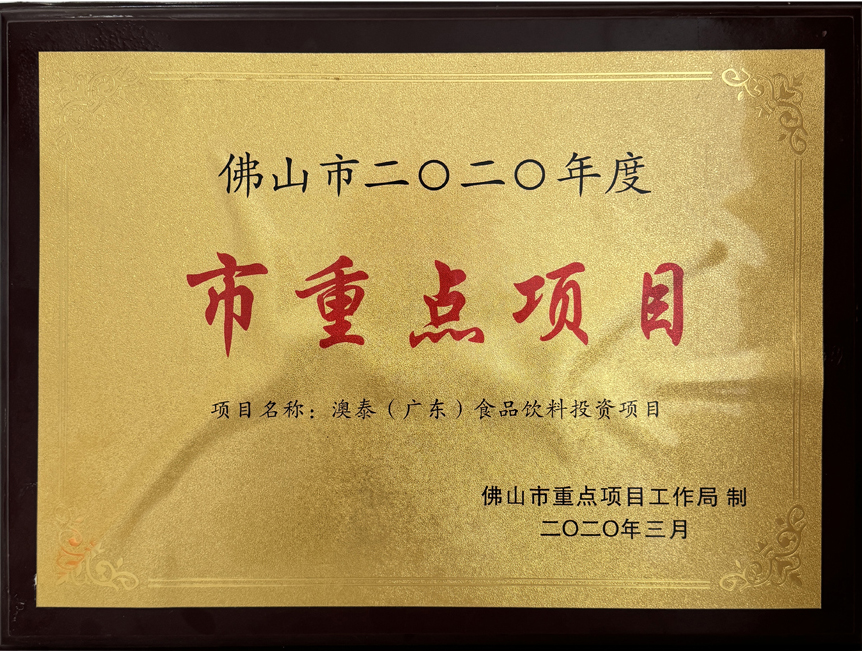 佛山市二〇二〇年度
市重点项目
项目名称：澳泰（广东）食品饮料投资项目
佛山市重点项目工作局 制
二〇二〇年三月